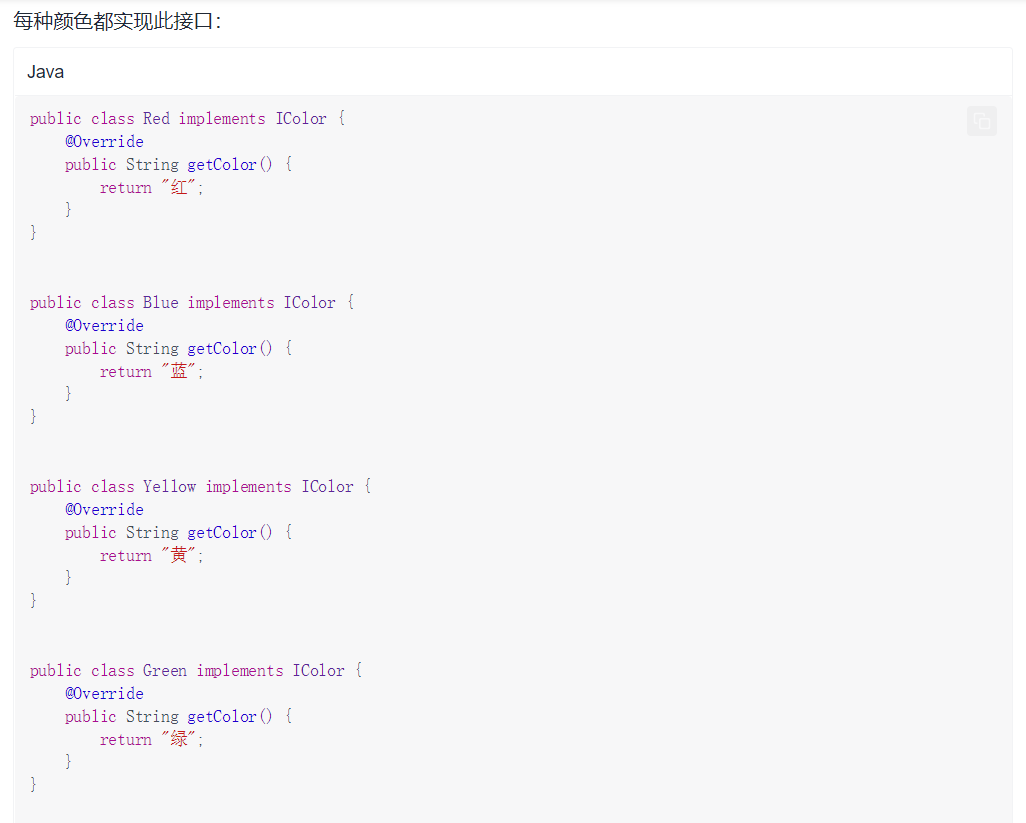 每种颜色都实现此接口：
Java
public class Red implements IColor {
    @Override
    public String getColor() {
        return "红";
    }
}
public class Blue implements IColor {
    @Override
    public String getColor() {
        return "蓝";
    }
}
public class Yellow implements IColor {
    @Override
    public String getColor() {
        return "黄";
    }
}
public class Green implements IColor {
    @Override
    public String getColor() {
        return "绿";
    }
}